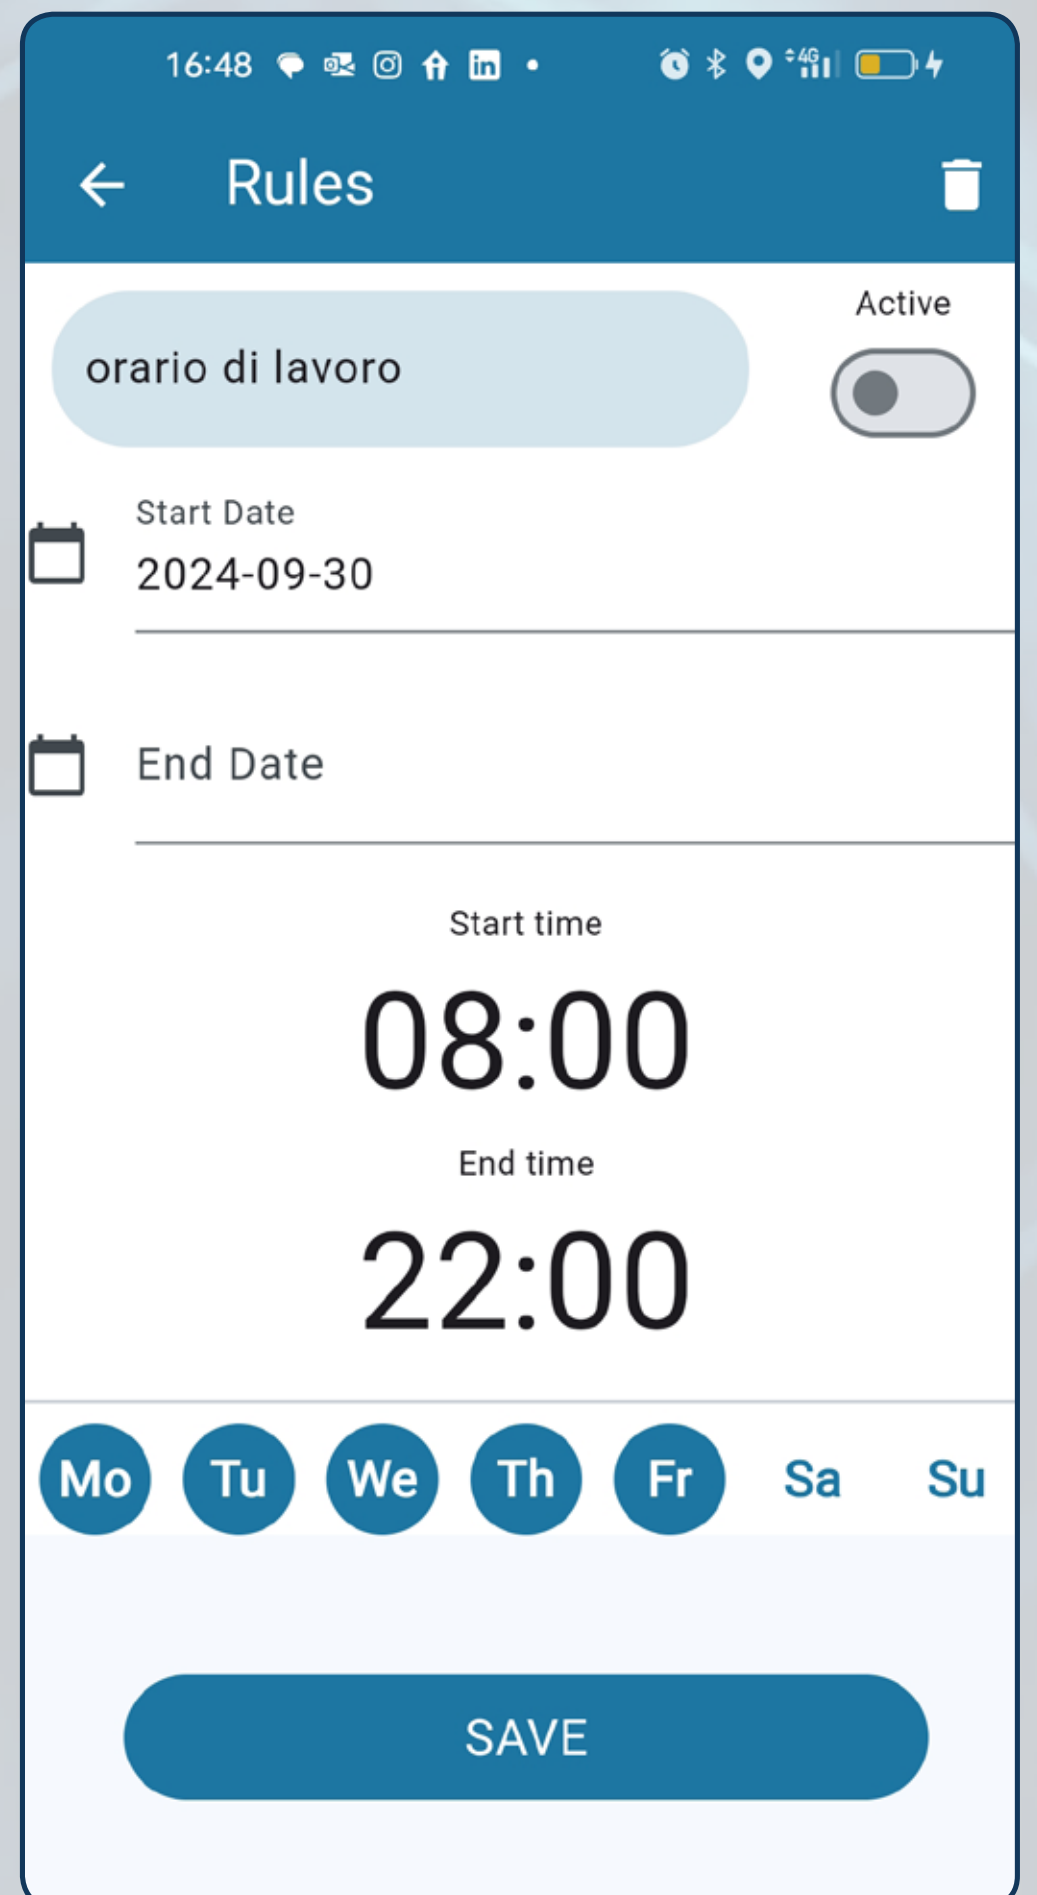 16:48 4G
Rules
Active
orario di lavoro
Start Date
2024-09-30
End Date
Start time
08:00
End time
22:00
Mo Tu We Th Fr Sa Su
SAVE